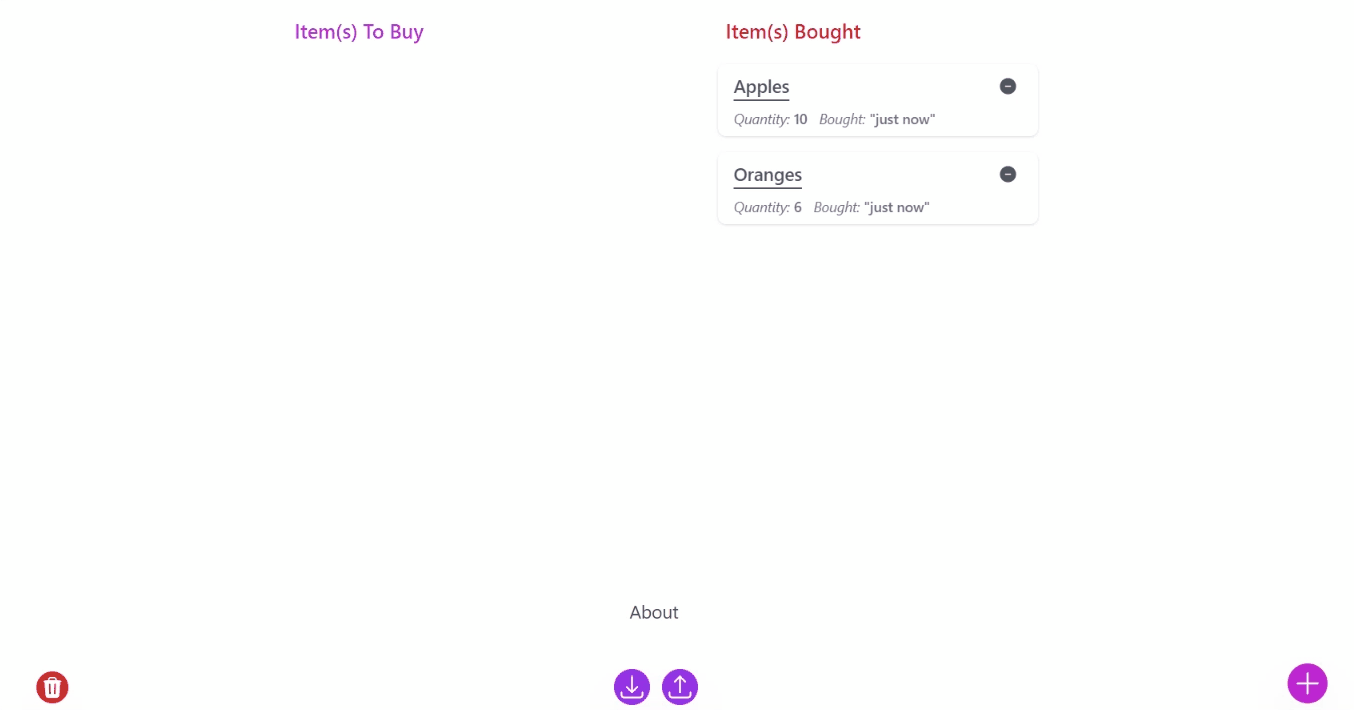 Item(s) To Buy
Item(s) Bought
Apples
Quantity: 10 Bought: "just now"
Oranges
Quantity: 6 Bought: "just now"
About